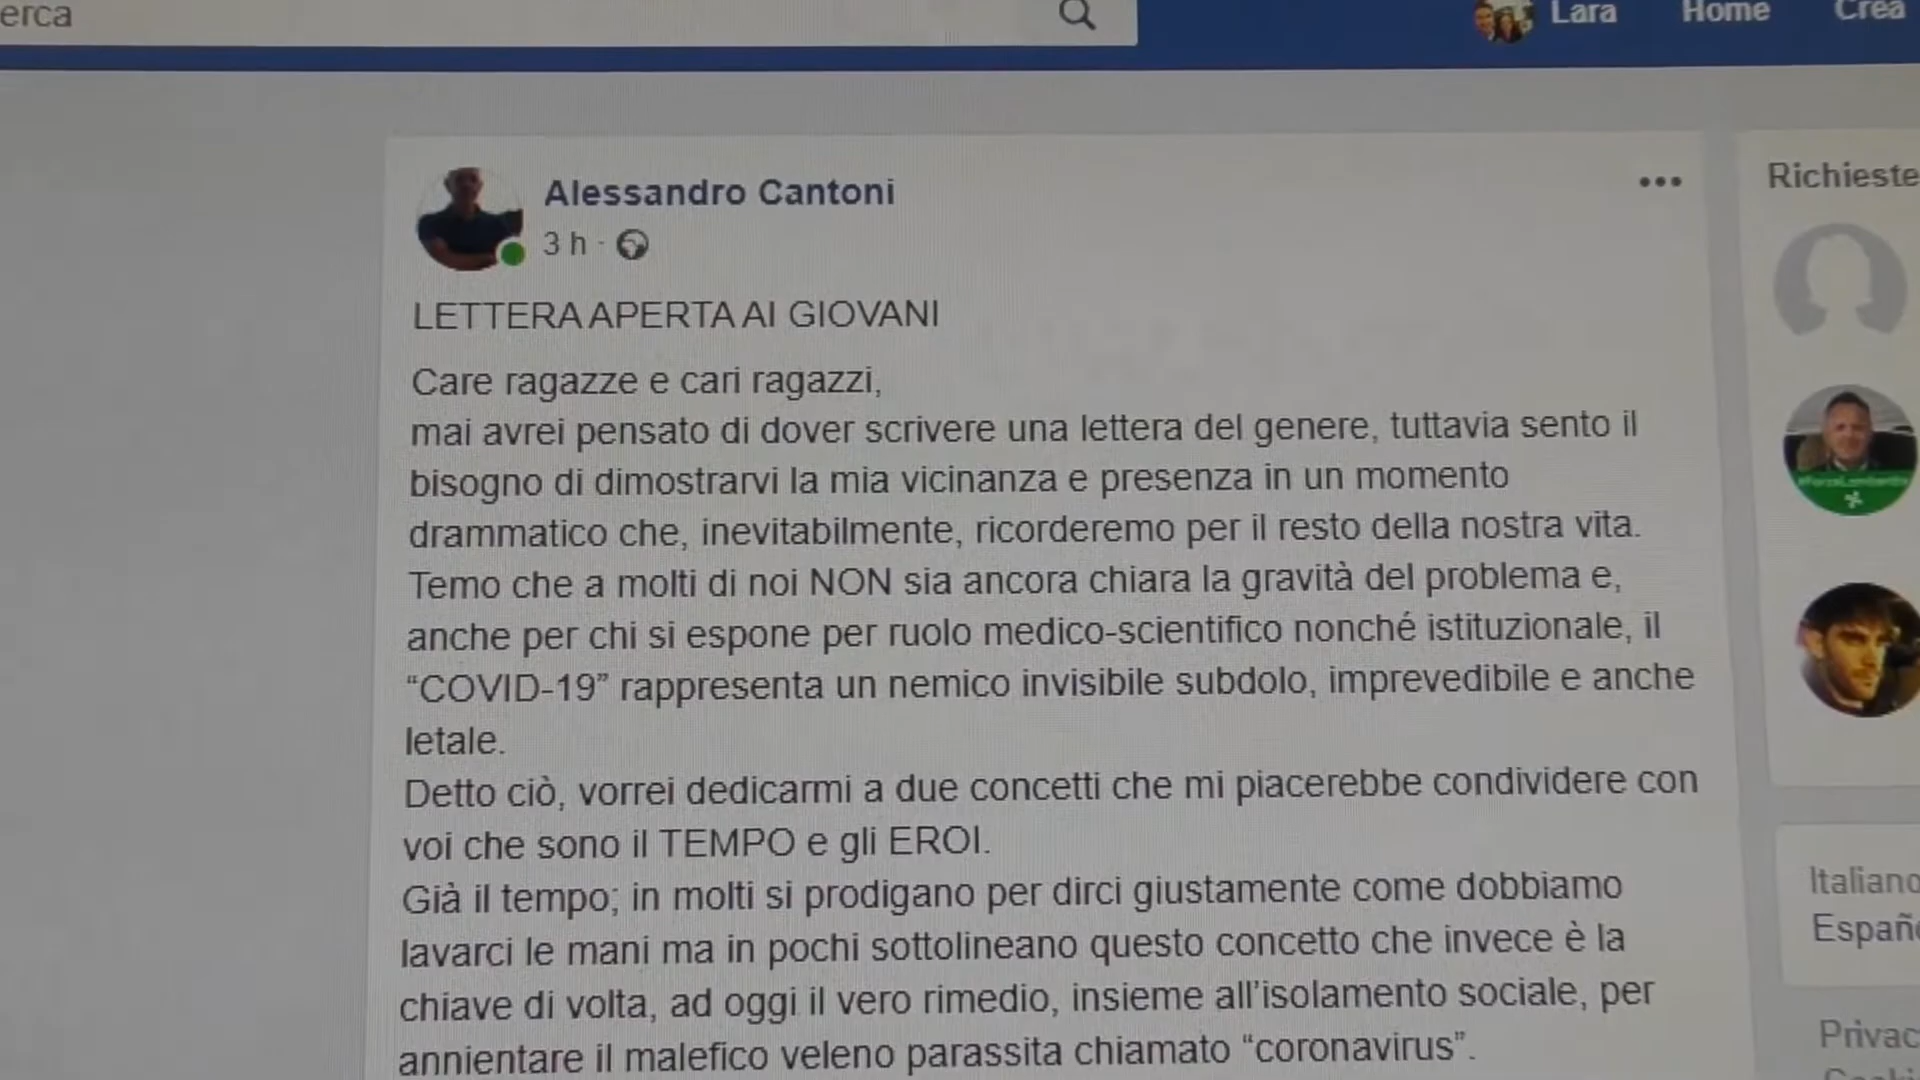 erca
Lara Home Crea
Alessandro Cantoni
3 h
LETTERA APERTA AI GIOVANI
Care ragazze e cari ragazzi,
mai avrei pensato di dover scrivere una lettera del genere, tuttavia sento il
bisogno di dimostrarvi la mia vicinanza e presenza in un momento
drammatico che, inevitabilmente, ricorderemo per il resto della nostra vita.
Temo che a molti di noi NON sia ancora chiara la gravità del problema e,
anche per chi si espone per ruolo medico-scientifico nonché istituzionale, il
“COVID-19” rappresenta un nemico invisibile subdolo, imprevedibile e anche
letale.
Detto ciò, vorrei dedicarmi a due concetti che mi piacerebbe condividere con
voi che sono il TEMPO e gli EROI.
Già il tempo; in molti si prodigano per dirci giustamente come dobbiamo
lavarci le mani ma in pochi sottolineano questo concetto che invece è la
chiave di volta, ad oggi il vero rimedio, insieme all'isolamento sociale, per
annientare il malefico veleno parassita chiamato “coronavirus”.
Richieste
Italiano
Españo
Privac